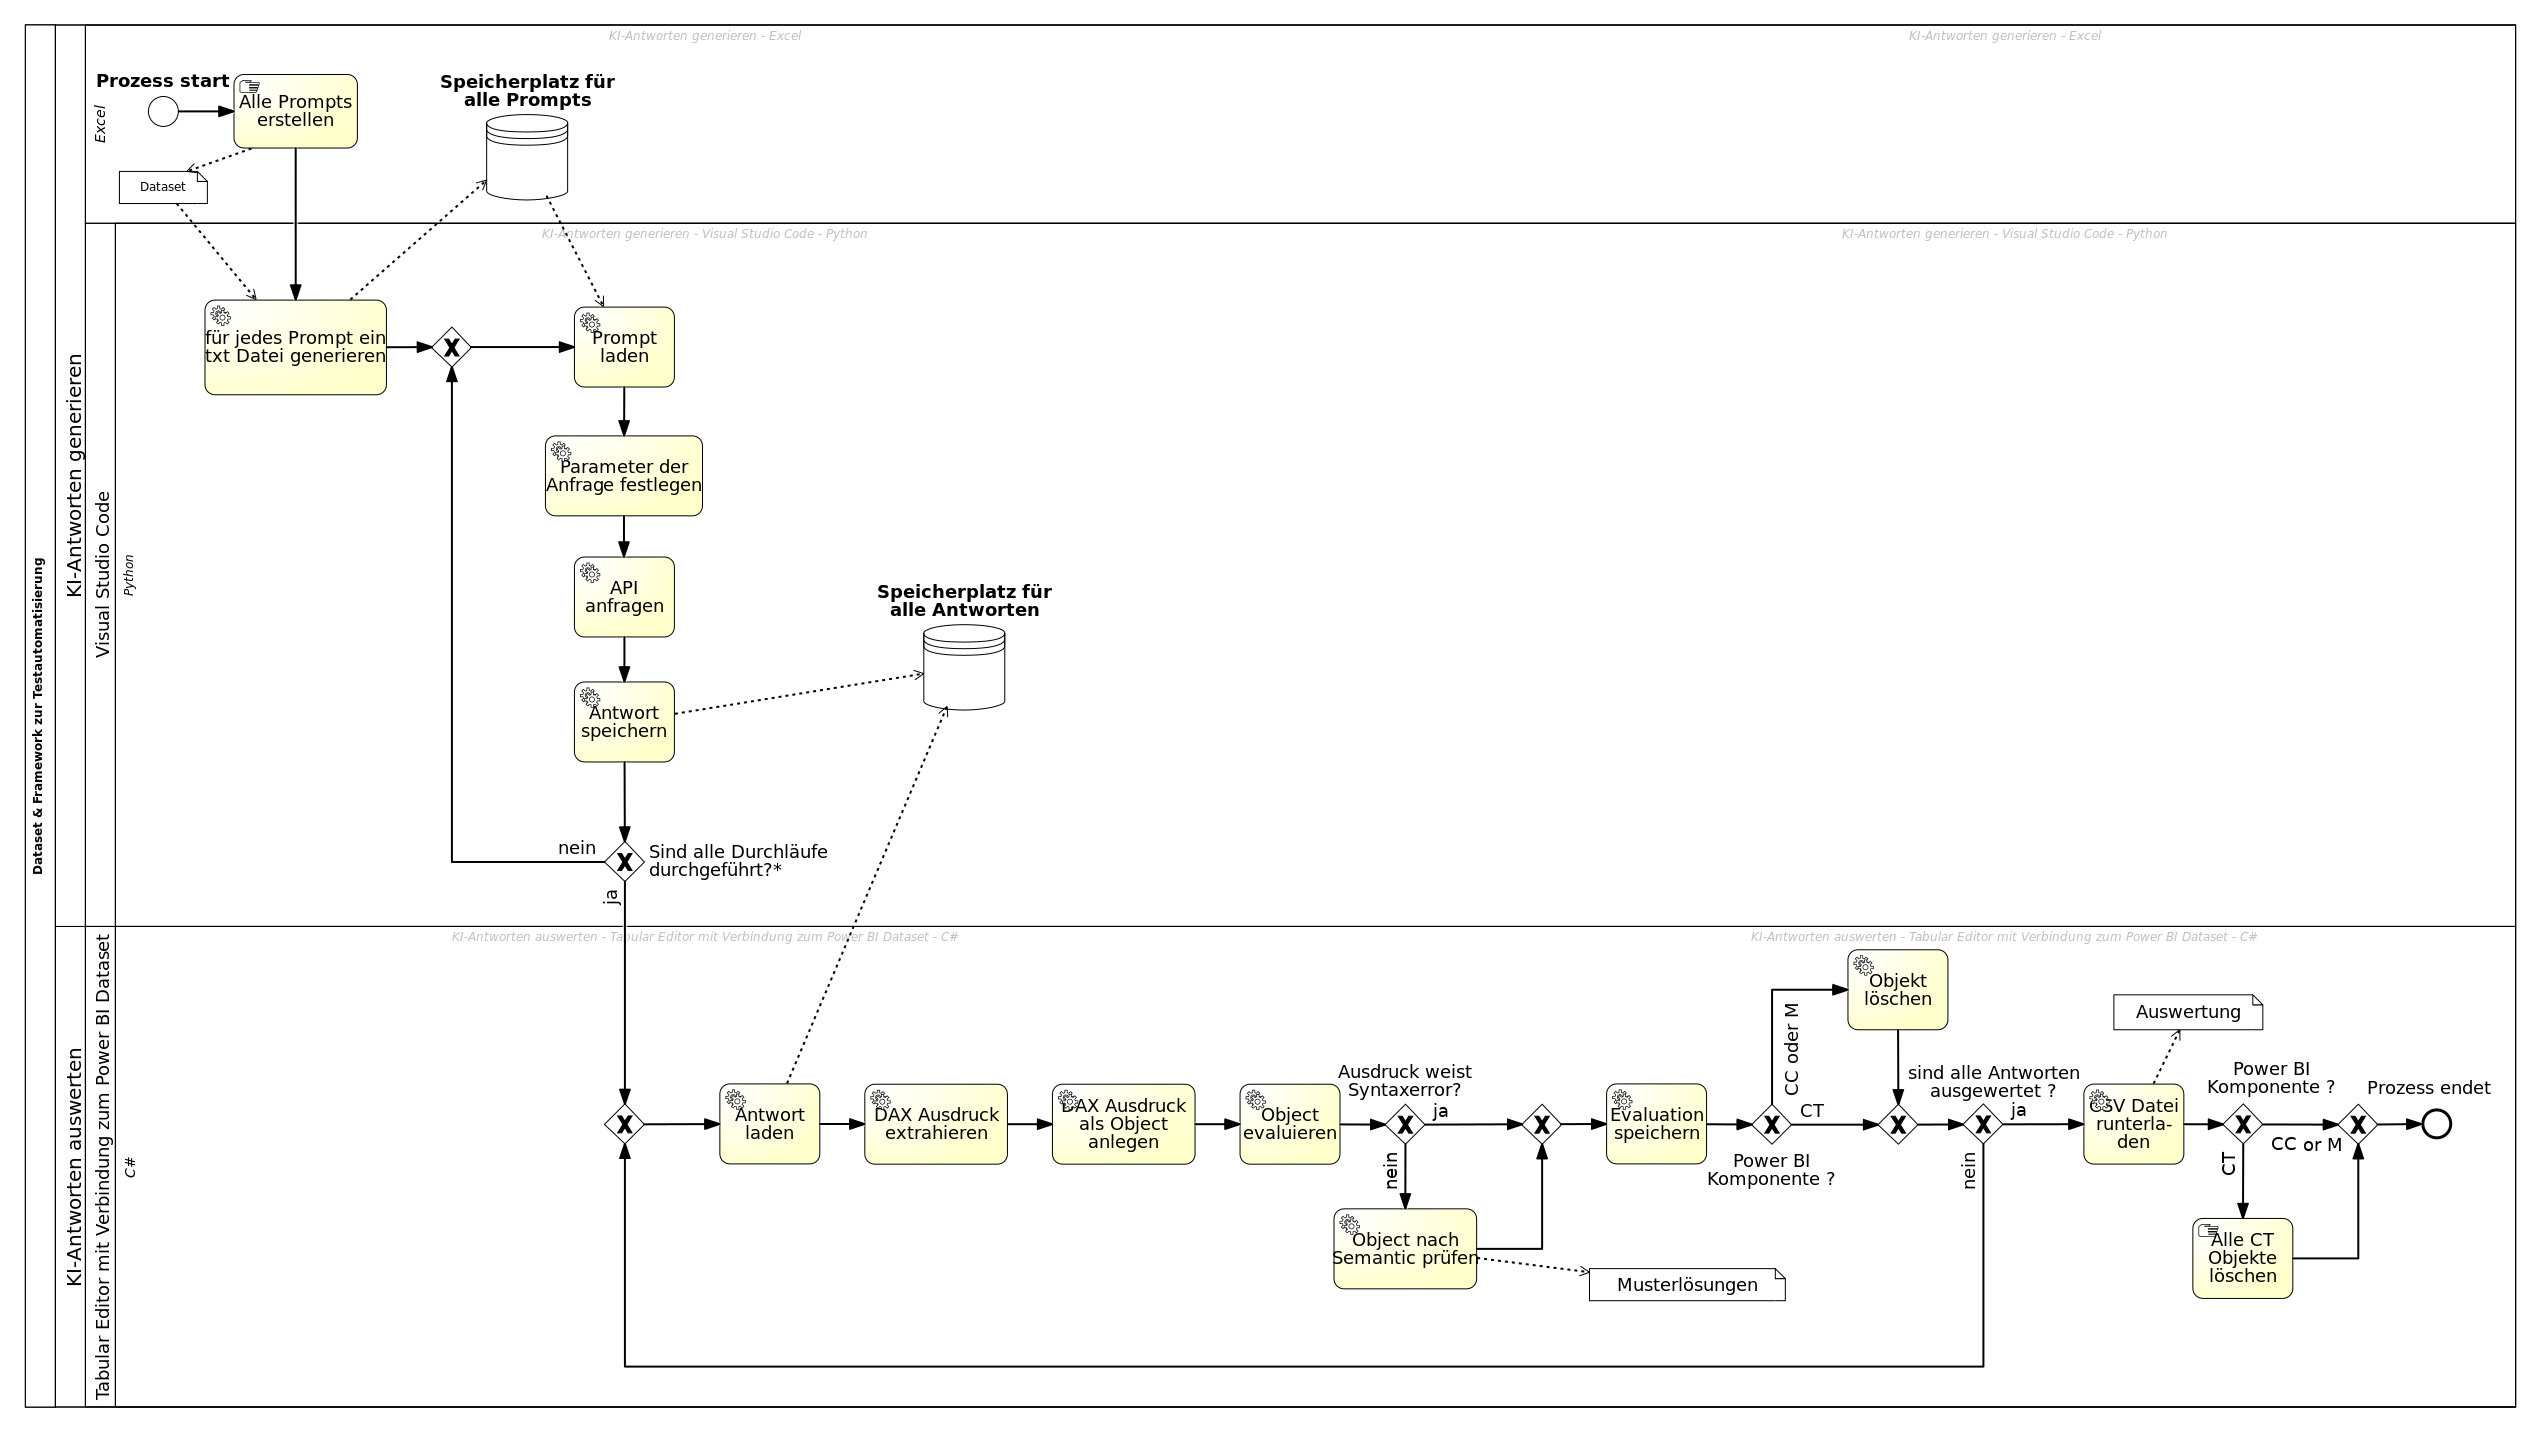 Dataset & Framework zur Testautomatisierung
KI-Antworten generieren
Excel
KI-Antworten generieren - Excel
KI-Antworten generieren - Excel
Prozess start
Alle Prompts
erstellen
Dataset
Speicherplatz für
alle Prompts
Visual Studio Code
Python
KI-Antworten generieren - Visual Studio Code - Python
KI-Antworten generieren - Visual Studio Code - Python
für jedes Prompt ein
txt Datei generieren
Prompt
laden
Parameter der
Anfrage festlegen
API
anfragen
Speicherplatz für
alle Antworten
Antwort
speichern
nein
Sind alle Durchläufe
durchgeführt?*
ja
KI-Antworten auswerten
Tabular Editor mit Verbindung zum Power BI Dataset
C#
KI-Antworten auswerten - Tabular Editor mit Verbindung zum Power BI Dataset - C#
KI-Antworten auswerten - Tabular Editor mit Verbindung zum Power BI Dataset - C#
Antwort
laden
DAX Ausdruck
extrahieren
DAX Ausdruck
als Object
anlegen
Object
evaluieren
Ausdruck weist
Syntaxerror?
ja
nein
Object nach
Semantic prüfen
Musterlösungen
Evaluation
speichern
Power BI
Komponente ?
CC oder M
CT
Objekt
löschen
sind alle Antworten
ausgewertet ?
ja
nein
CSV Datei
runterla-
den
Auswertung
Power BI
Komponente ?
CC or M
CT
Alle CT
Objekte
löschen
Prozess endet